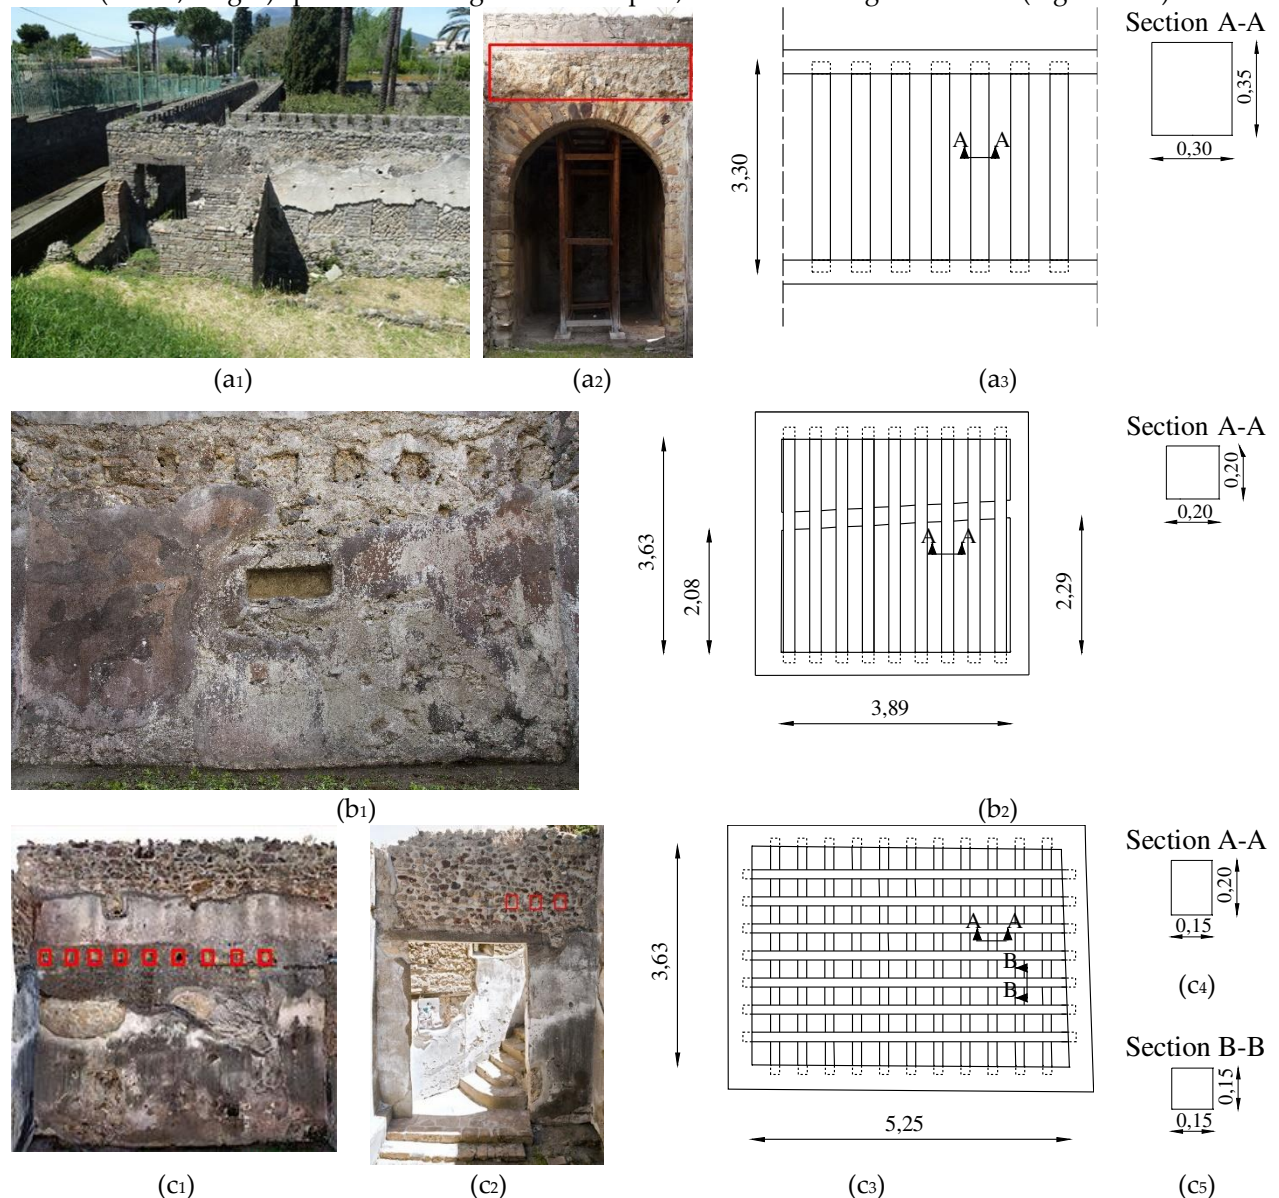 Section A-A
0,35
0,30
A A
3,30
(a1)
(a2)
(a3)
Section A-A
0,20
0,20
3,63
2,08
A A
2,29
3,89
(b1)
(b2)
Section A-A
0,20
0,15
3,63
A A
B
B
(c4)
Section B-B
0,15
0,15
5,25
(c1)
(c2)
(c3)
(c5)